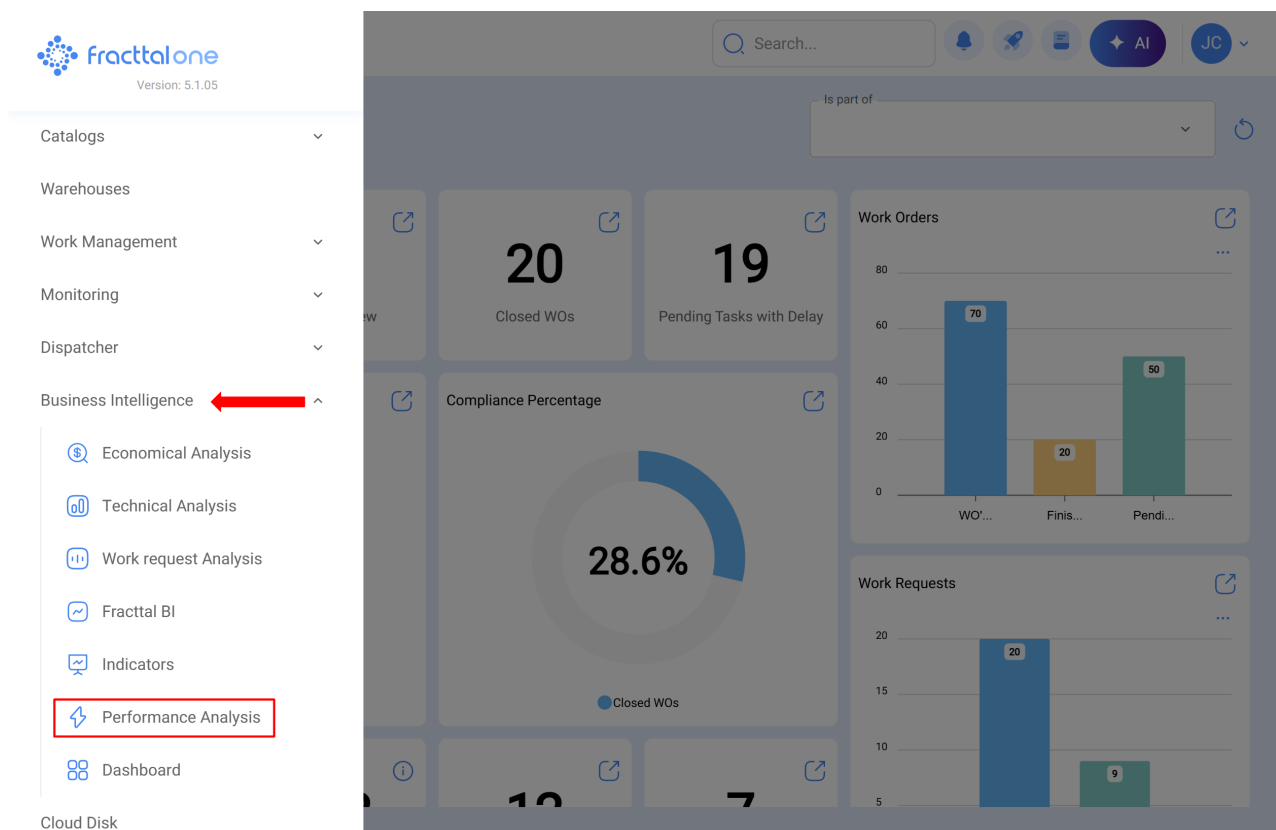 fracttal one
Version: 5.1.05
Catalogs
Warehouses
Work Management
Monitoring
Dispatcher
Business Intelligence
Economical Analysis
Technical Analysis
Work request Analysis
Fracttal BI
Indicators
Performance Analysis
Dashboard
Cloud Disk
Search...
AI
JC
Is part of
20
Closed WOs
19
Pending Tasks with Delay
Work Orders
...
80
60
40
20
0
70
20
50
WO'...
Finis...
Pendi...
Compliance Percentage
28.6%
Closed WOs
Work Requests
...
20
15
10
5
20
9
12
7